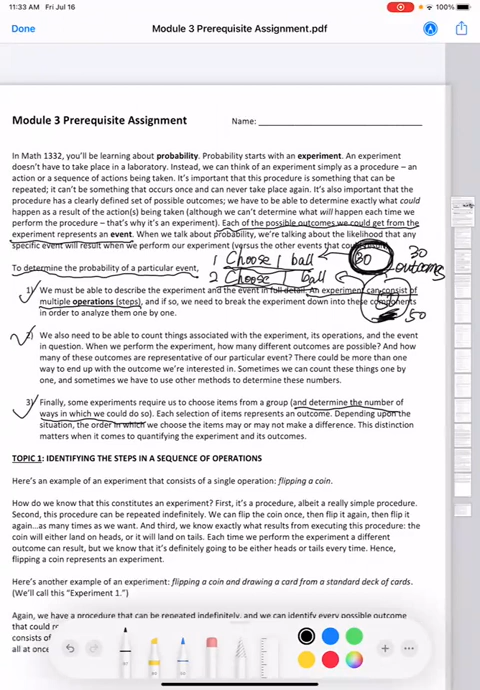 11:33 AM Fri Jul 16
100%
Done
Module 3 Prerequisite Assignment.pdf
Module 3 Prerequisite Assignment
Name:
In Math 1332, you'll be learning about probability. Probability starts with an experiment. An experiment
doesn't have to take place in a laboratory. Instead, we can think of an experiment simply as a procedure – an
action or a sequence of actions being taken. It's important that this procedure is something that can be
repeated; it can't be something that occurs once and can never take place again. It's also important that the
procedure has a clearly defined set of possible outcomes; we have to be able to determine exactly what could
happen as a result of the action(s) being taken (although we can't determine what will happen each time we
perform the procedure – that's why it's an experiment). Each of the possible outcomes we could get from the
experiment represents an event. When we talk about probability, we're talking about the likelihood that any
specific event will result when we perform our experiment (versus the other events that
1 Choose 1 ball
30
30
outcomes
To determine the probability of a particular event,
2 Choose 1 ball
1) We must be able to describe the experiment and the event in full detail. An experiment can consist of
multiple operations (steps), and if so, we need to break the experiment down into these components
50
in order to analyze them one by one.
2) We also need to be able to count things associated with the experiment, its operations, and the event
in question. When we perform the experiment, how many different outcomes are possible? And how
many of these outcomes are representative of our particular event? There could be more than one
way to end up with the outcome we're interested in. Sometimes we can count these things one by
one, and sometimes we have to use other methods to determine these numbers.
3) Finally, some experiments require us to choose items from a group (and determine the number of
ways in which we could do so). Each selection of items represents an outcome. Depending upon the
situation, the order in which we choose the items may or may not make a difference. This distinction
matters when it comes to quantifying the experiment and its outcomes.
TOPIC 1: IDENTIFYING THE STEPS IN A SEQUENCE OF OPERATIONS
Here's an example of an experiment that consists of a single operation: flipping a coin.
How do we know that this constitutes an experiment? First, it's a procedure, albeit a really simple procedure.
Second, this procedure can be repeated indefinitely. We can flip the coin once, then flip it again, then flip it
again...as many times as we want. And third, we know exactly what results from executing this procedure: the
coin will either land on heads, or it will land on tails. Each time we perform the experiment a different
outcome can result, but we know that it's definitely going to be either heads or tails every time. Hence,
flipping a coin represents an experiment.
Here's another example of an experiment: flipping a coin and drawing a card from a standard deck of cards.
(We'll call this "Experiment 1.")
Again, we have a procedure that can be repeated indefinitely, and we can identify every possible outcome
that could
consists of
all at once